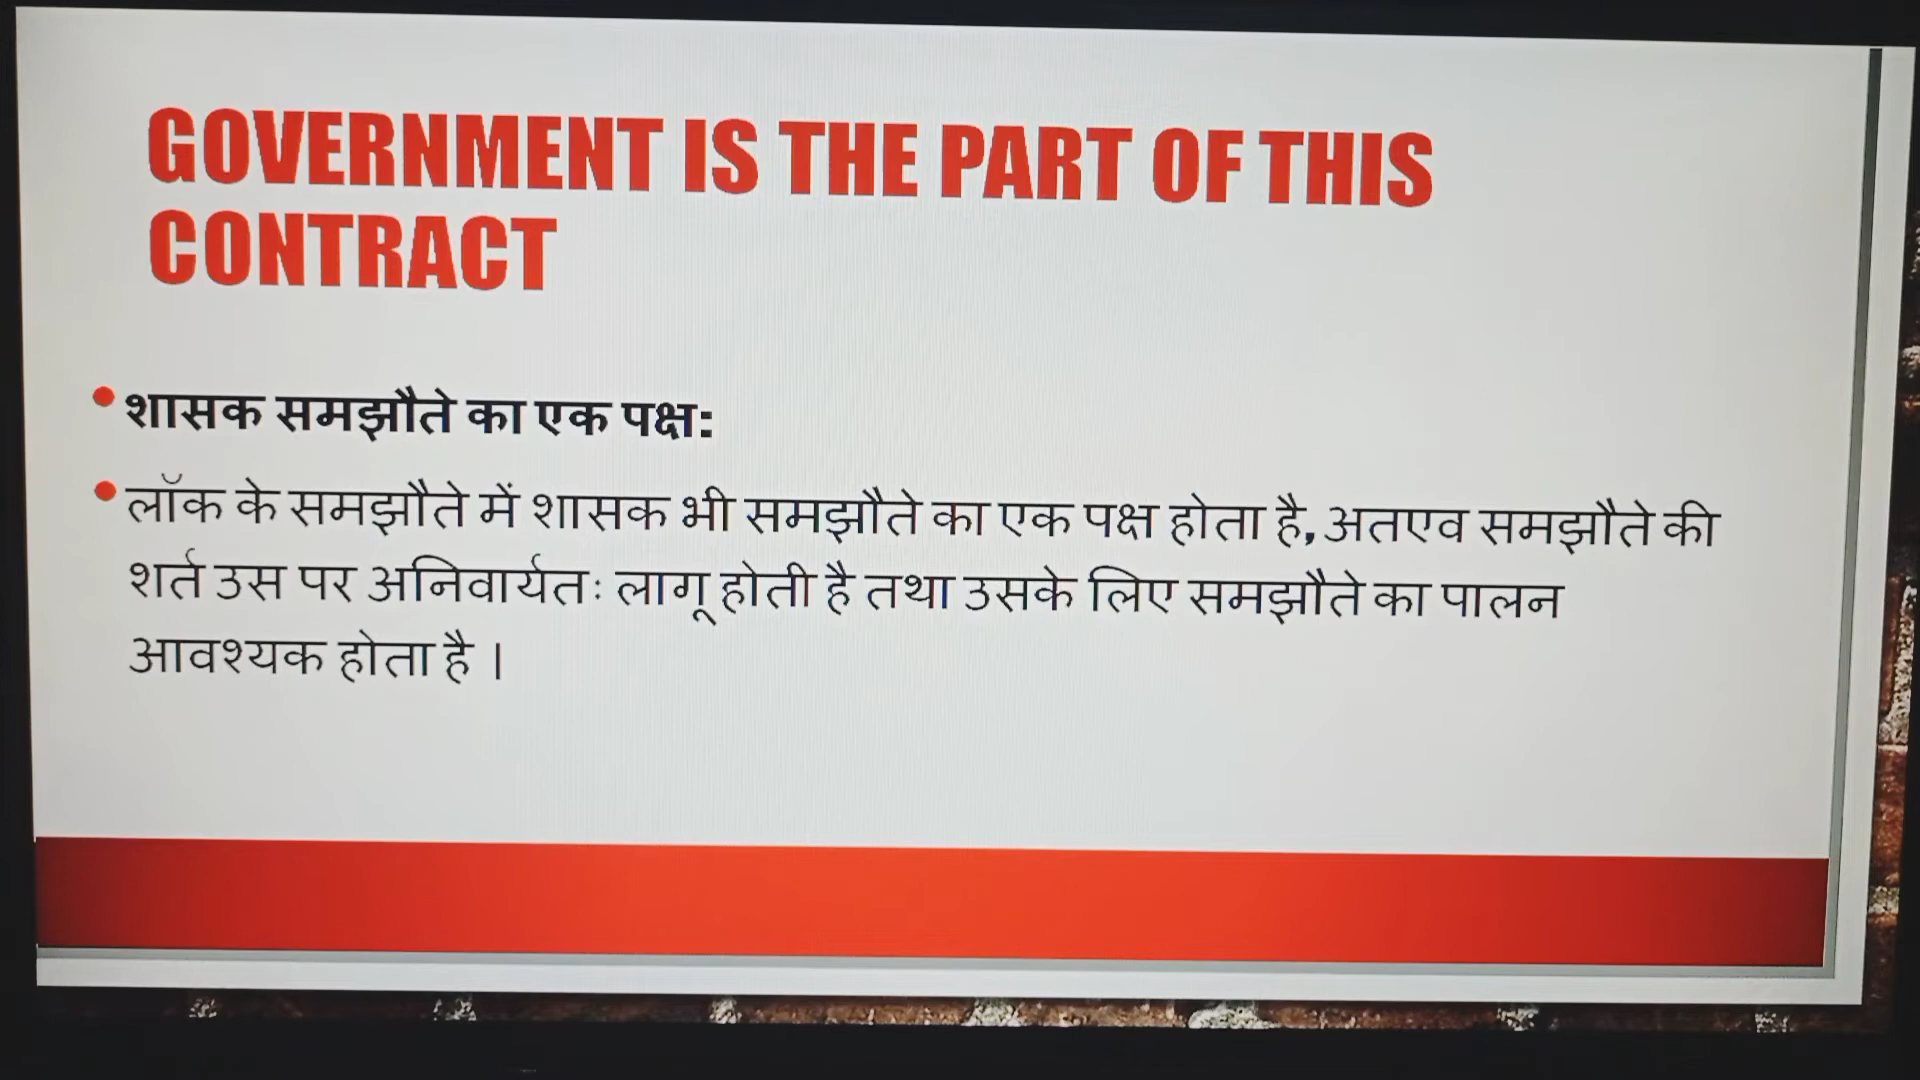 GOVERNMENT IS THE PART OF THIS
CONTRACT
• शासक समझौते का एक पक्ष:
• लॉक के समझौते में शासक भी समझौते का एक पक्ष होता है, अतएव समझौते की
शर्त उस पर अनिवार्यतः लागू होती है तथा उसके लिए समझौते का पालन
आवश्यक होता है ।